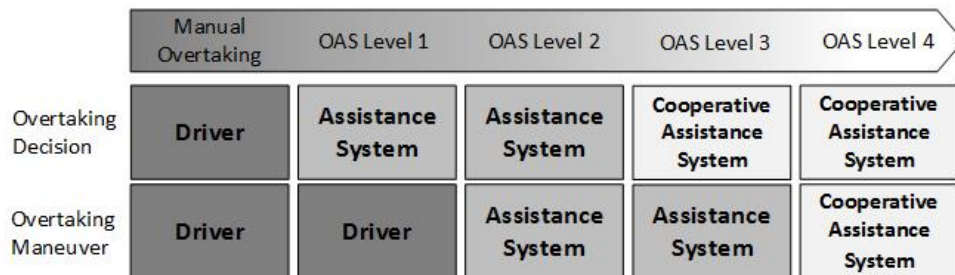 Manual
Overtaking
OAS Level 1
OAS Level 2
OAS Level 3
OAS Level 4
Overtaking
Decision
Driver
Assistance
System
Assistance
System
Cooperative
Assistance
System
Cooperative
Assistance
System
Overtaking
Maneuver
Driver
Driver
Assistance
System
Assistance
System
Cooperative
Assistance
System